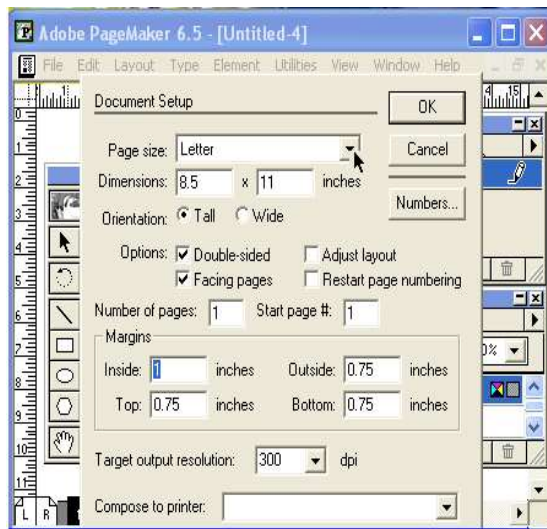 Adobe PageMaker 6.5 - [Untitled-4]
File Edit Layout Type Element Utilities View Window Help
Document Setup
OK
Page size: Letter
Cancel
Dimensions: 8.5 x 11 inches
Numbers...
Orientation: Tall Wide
Options: Double-sided Adjust layout
Facing pages Restart page numbering
Number of pages: 1 Start page #: 1
Margins
Inside: 1 inches Outside: 0.75 inches
Top: 0.75 inches Bottom: 0.75 inches
Target output resolution: 300 dpi
Compose to printer:
L R